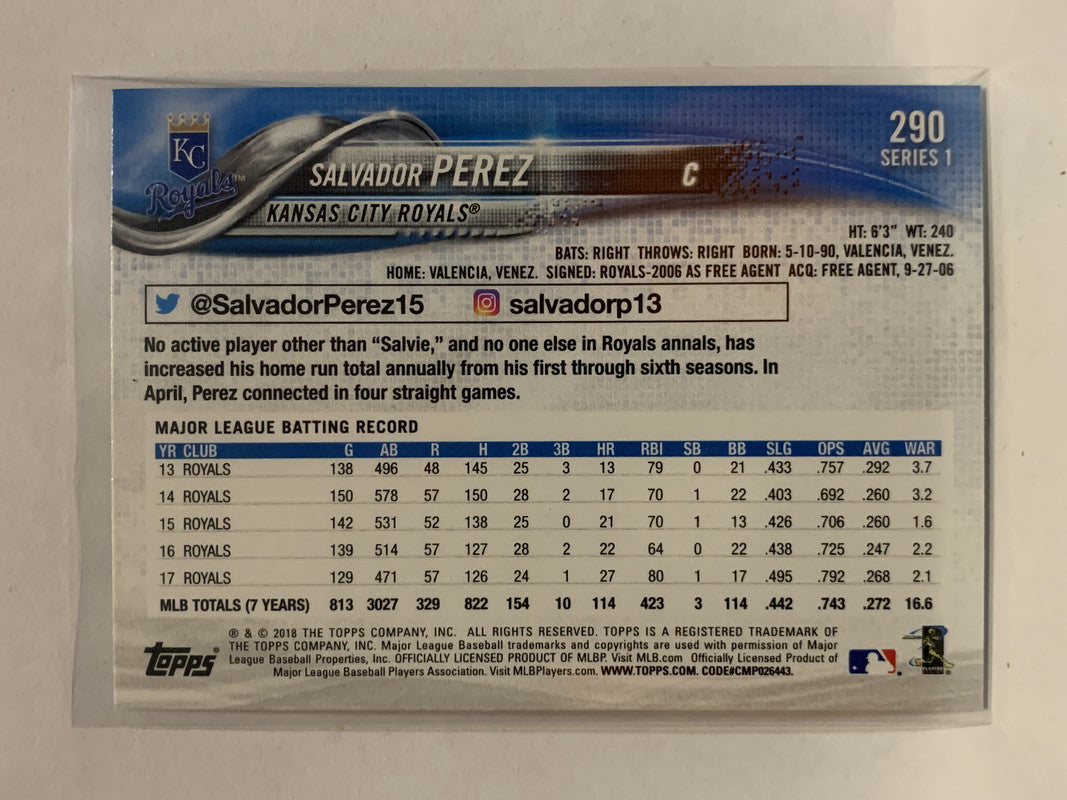 KC
Royals™
290
SERIES 1
SALVADOR PEREZ C
KANSAS CITY ROYALS®
HT: 6'3" WT: 240
BATS: RIGHT THROWS: RIGHT BORN: 5-10-90, VALENCIA, VENEZ.
HOME: VALENCIA, VENEZ. SIGNED: ROYALS-2006 AS FREE AGENT ACQ: FREE AGENT, 9-27-06
@SalvadorPerez15 salvadorp13
No active player other than “Salvie,” and no one else in Royals annals, has
increased his home run total annually from his first through sixth seasons. In
April, Perez connected in four straight games.
MAJOR LEAGUE BATTING RECORD
YR CLUB G AB R H 2B 3B HR RBI SB BB SLG OPS AVG WAR
13 ROYALS 138 496 48 145 25 3 13 79 0 21 .433 .757 .292 3.7
14 ROYALS 150 578 57 150 28 2 17 70 1 22 .403 .692 .260 3.2
15 ROYALS 142 531 52 138 25 0 21 70 1 13 .426 .706 .260 1.6
16 ROYALS 139 514 57 127 28 2 22 64 0 22 .438 .725 .247 2.2
17 ROYALS 129 471 57 126 24 1 27 80 1 17 .495 .792 .268 2.1
MLB TOTALS (7 YEARS) 813 3027 329 822 154 10 114 423 3 114 .442 .743 .272 16.6
® & © 2018 THE TOPPS COMPANY, INC. ALL RIGHTS RESERVED. TOPPS IS A REGISTERED TRADEMARK OF
THE TOPPS COMPANY, INC. Major League Baseball trademarks and copyrights are used with permission of Major
League Baseball Properties, Inc. OFFICIALLY LICENSED PRODUCT OF MLBP. Visit MLB.com Officially Licensed Product of
Major League Baseball Players Association. Visit MLBPlayers.com. WWW.TOPPS.COM. CODE#CMP026443.
TOPPS®